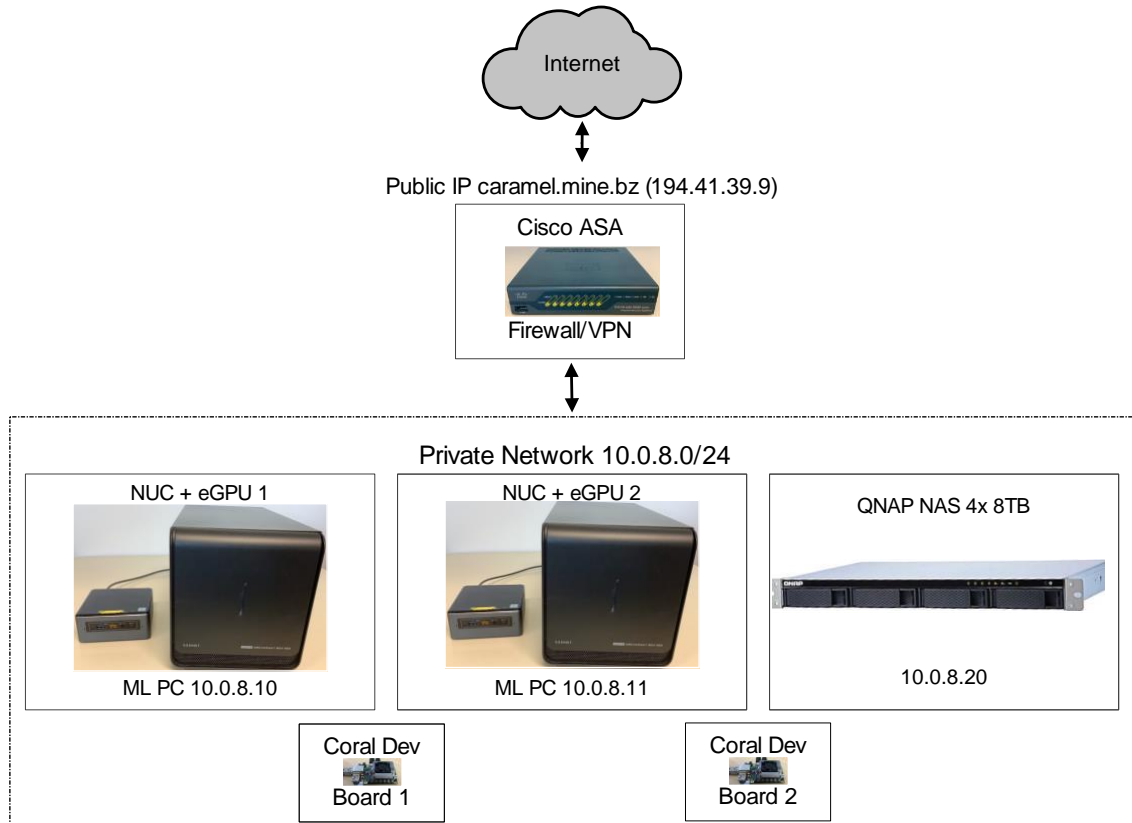 Internet
Public IP caramel.mine.bz (194.41.39.9)
Cisco ASA
Firewall/VPN
Private Network 10.0.8.0/24
NUC + eGPU 1
ML PC 10.0.8.10
NUC + eGPU 2
ML PC 10.0.8.11
QNAP NAS 4x 8TB
QNAP
10.0.8.20
Coral Dev
Board 1
Coral Dev
Board 2